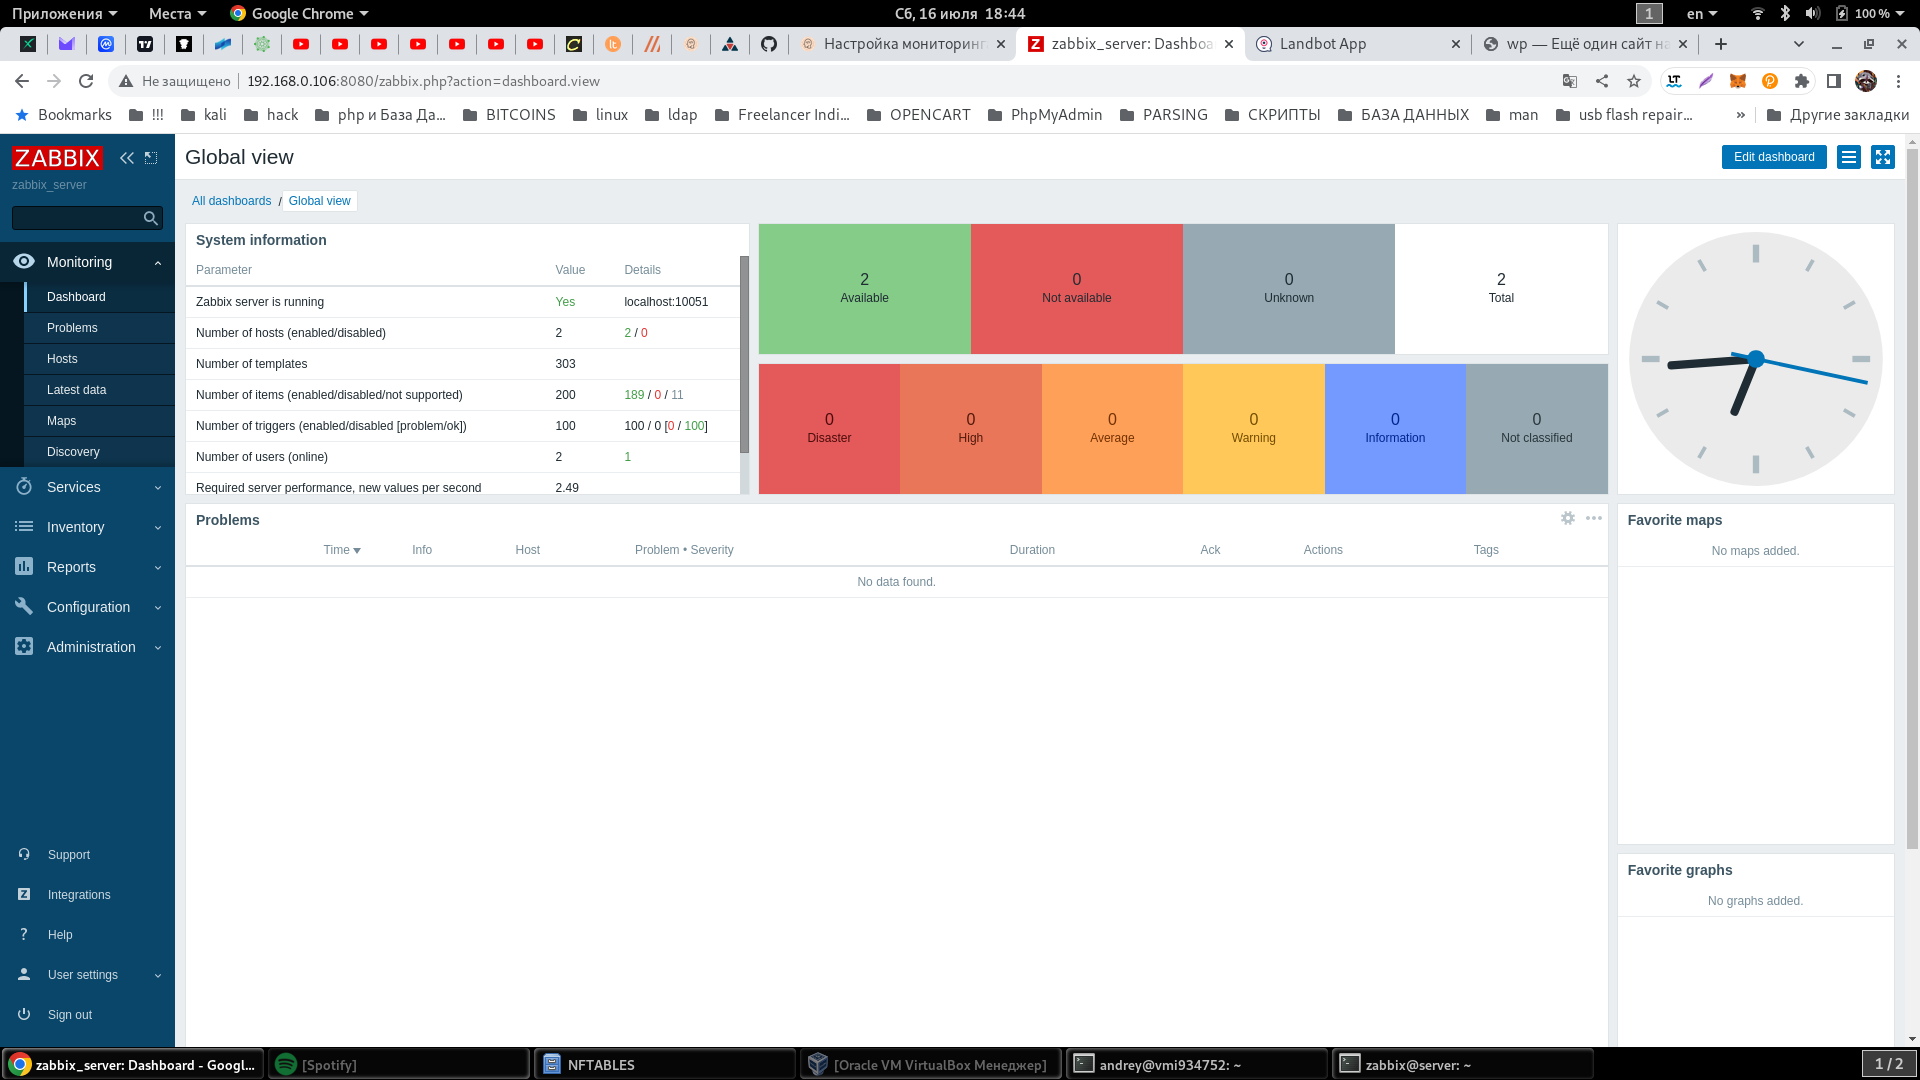 Приложения Места Google Chrome Сб, 16 июля 18:44 1 en 100 %
Настройка мониторинга zabbix_server: Dashboa Landbot App wp — Ещё один сайт на
Не защищено 192.168.0.106:8080/zabbix.php?action=dashboard.view
Bookmarks !!! kali hack php и База Да... BITCOINS linux ldap Freelancer Indi... OPENCART PhpMyAdmin PARSING СКРИПТЫ БАЗА ДАННЫХ man usb flash repair... » Другие закладки
ZABBIX
zabbix_server
Monitoring
Dashboard
Problems
Hosts
Latest data
Maps
Discovery
Services
Inventory
Reports
Configuration
Administration
Support
Integrations
Help
User settings
Sign out
Global view
Edit dashboard
All dashboards / Global view
System information
Parameter Value Details
Zabbix server is running Yes localhost:10051
Number of hosts (enabled/disabled) 2 2 / 0
Number of templates 303
Number of items (enabled/disabled/not supported) 200 189 / 0 / 11
Number of triggers (enabled/disabled [problem/ok]) 100 100 / 0 [0 / 100]
Number of users (online) 2 1
Required server performance, new values per second 2.49
2 0 0 2
Available Not available Unknown Total
0 0 0 0 0 0
Disaster High Average Warning Information Not classified
Problems
Time Info Host Problem • Severity Duration Ack Actions Tags
No data found.
Favorite maps
No maps added.
Favorite graphs
No graphs added.
zabbix_server: Dashboard - Googl... [Spotify] NFTABLES [Oracle VM VirtualBox Менеджер] andrey@vmi934752: ~ zabbix@server: ~ 1 / 2